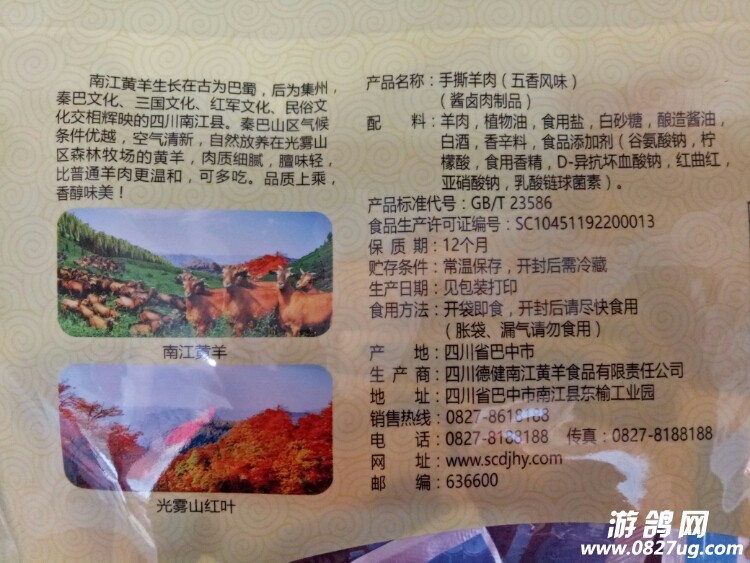 南江黄羊生长在古为巴蜀，后为集州，
秦巴文化、三国文化、红军文化、民俗文
化交相辉映的四川南江县。秦巴山区气候
条件优越，空气清新，自然放养在光雾山
区森林牧场的黄羊，肉质细腻，膻味轻，
比普通羊肉更温和，可多吃。品质上乘，
香醇味美！
南江黄羊
光雾山红叶
产品名称：手撕羊肉（五香风味）
（酱卤肉制品）
配 料：羊肉，植物油，食用盐，白砂糖，酿造酱油，
白酒，香辛料，食品添加剂（谷氨酸钠，柠
檬酸，食用香精，D-异抗坏血酸钠，红曲红，
亚硝酸钠，乳酸链球菌素）。
产品标准代号：GB/T 23586
食品生产许可证编号：SC10451192200013
保 质 期：12个月
贮存条件：常温保存，开封后需冷藏
生产日期：见包装打印
食用方法：开袋即食，开封后请尽快食用
（胀袋、漏气请勿食用）
产 地：四川省巴中市
生 产 商：四川德健南江黄羊食品有限责任公司
地 址：四川省巴中市南江县东榆工业园
销售热线：0827-8618188
电 话：0827-8188188 传真：0827-8188188
网 址：www.scdjhy.com
邮 编：636600
游鸽网
www.0827ug.com